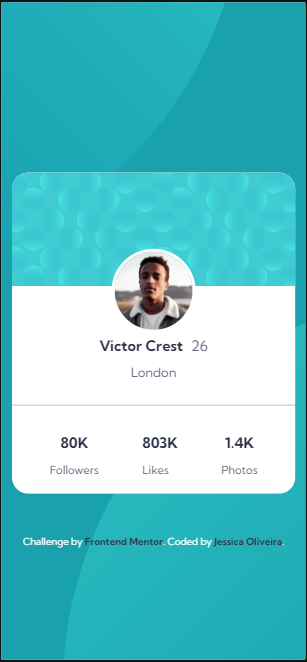 Victor Crest 26
London
80K 803K 1.4K
Followers Likes Photos
Challenge by Frontend Mentor. Coded by Jessica Oliveira.